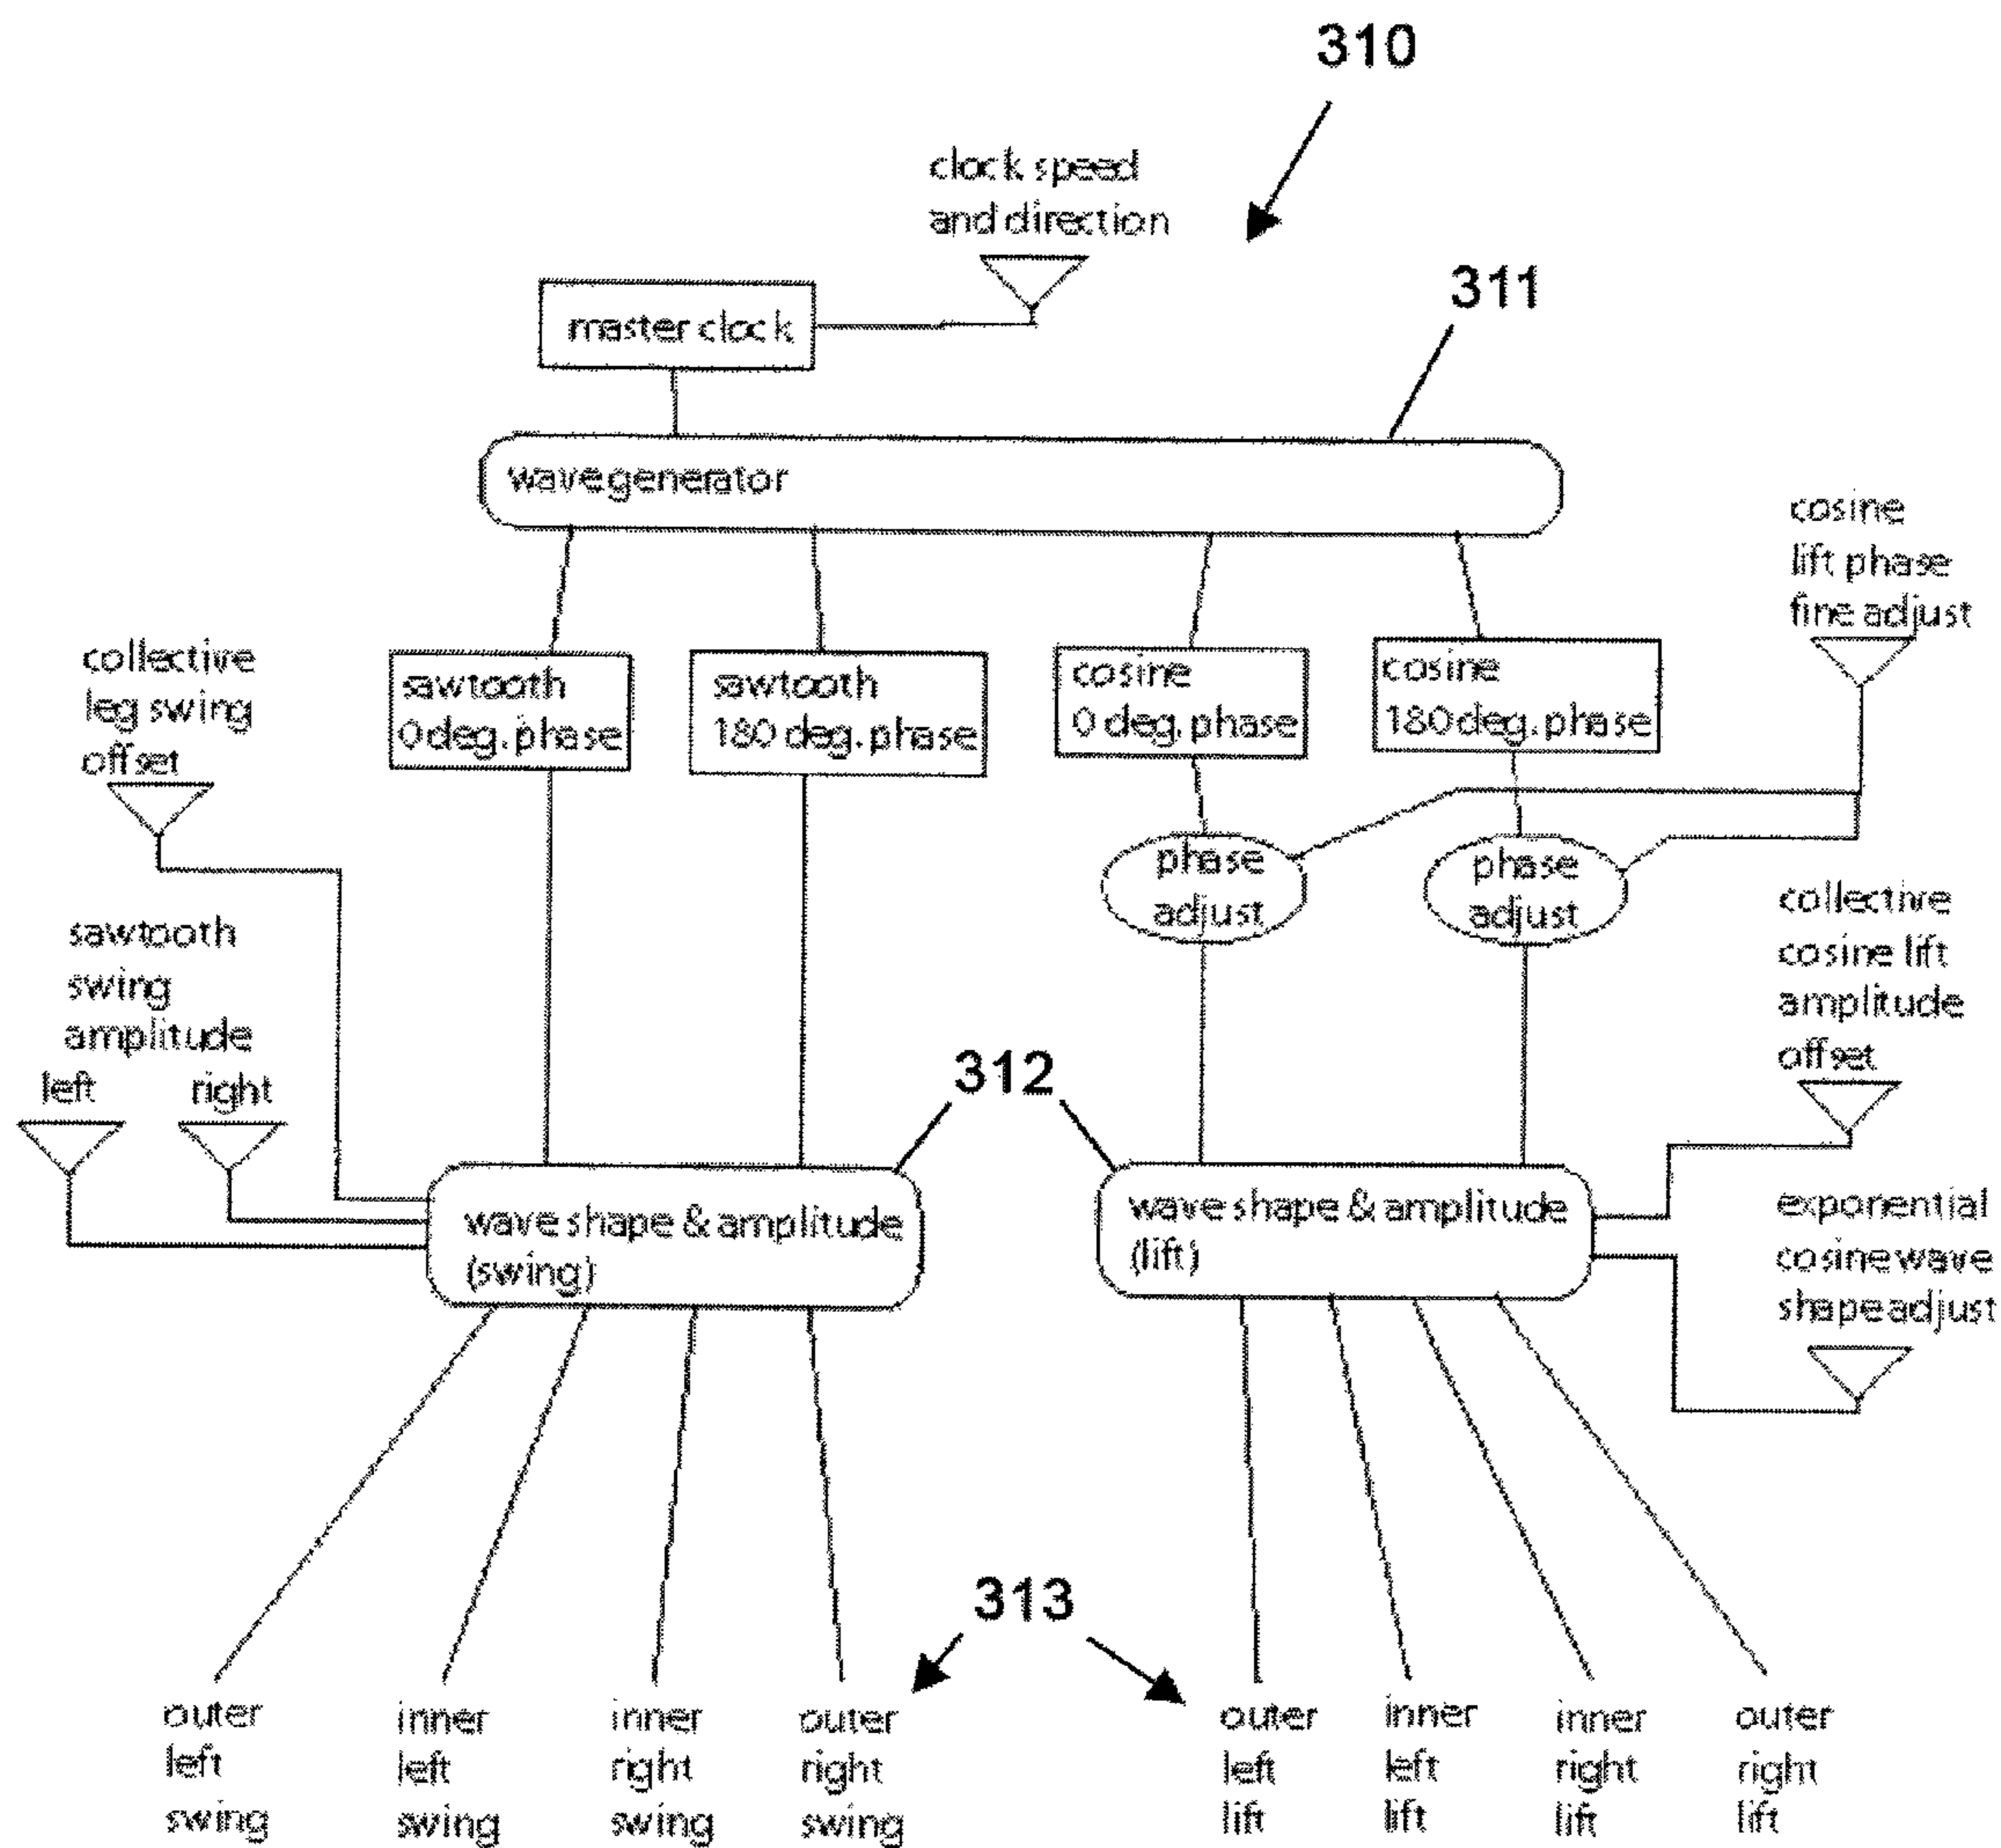 310
clock speed
and direction
311
master clock
wave generator
cosine
lift phase
fine adjust
collective
leg swing
offset
sawtooth
0 deg. phase
sawtooth
180 deg. phase
cosine
0 deg. phase
cosine
180 deg. phase
phase
adjust
phase
adjust
collective
cosine lift
amplitude
offset
sawtooth
swing
amplitude
left right
312
wave shape & amplitude
(swing)
wave shape & amplitude
(lift)
exponential
cosine wave
shape adjust
313
outer
left
swing
inner
left
swing
inner
right
swing
outer
right
swing
outer
left
lift
inner
left
lift
inner
right
lift
outer
right
lift